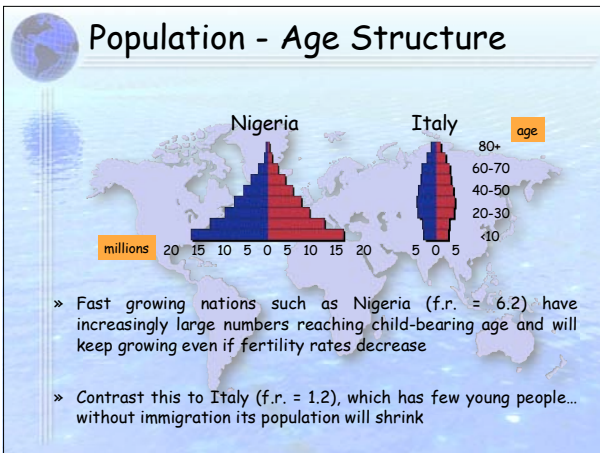 Population - Age Structure
Nigeria
Italy
age
80+
60-70
40-50
20-30
<10
millions 20 15 10 5 0 5 10 15 20
5 0 5
» Fast growing nations such as Nigeria (f.r. = 6.2) have
increasingly large numbers reaching child-bearing age and will
keep growing even if fertility rates decrease
» Contrast this to Italy (f.r. = 1.2), which has few young people…
without immigration its population will shrink